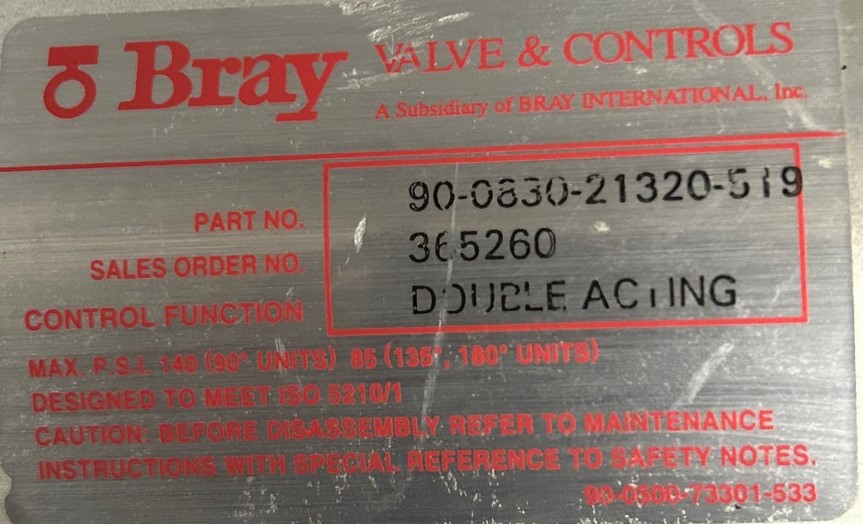 Bray VALVE & CONTROLS
A Subsidiary of BRAY INTERNATIONAL, Inc.
PART NO. 90-0830-21320-519
SALES ORDER NO. 365260
CONTROL FUNCTION DOUBLE ACTING
MAX. P.S.I. 140 (90° UNITS) 85 (135°, 180° UNITS)
DESIGNED TO MEET ISO 5210/1
CAUTION: BEFORE DISASSEMBLY REFER TO MAINTENANCE
INSTRUCTIONS WITH SPECIAL REFERENCE TO SAFETY NOTES.
90-0500-73301-533